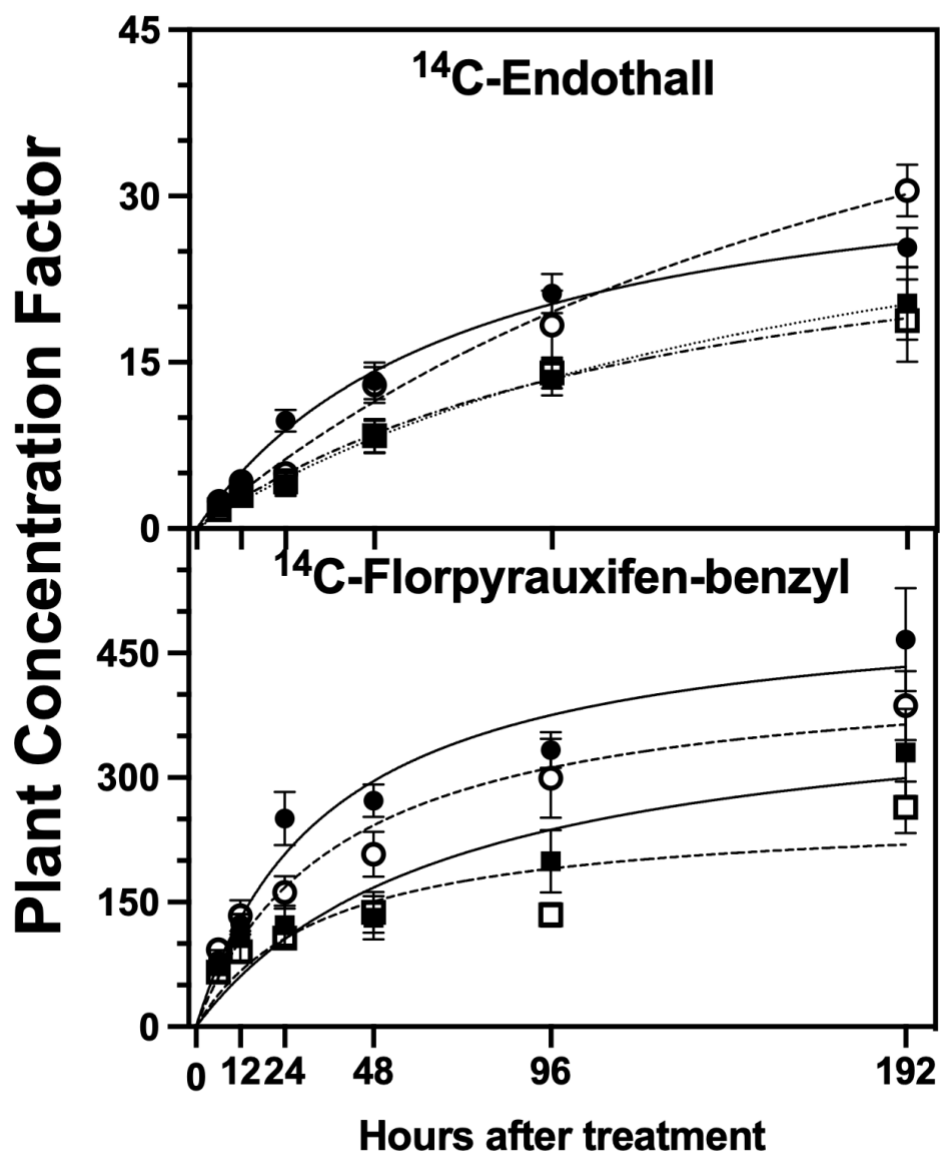 Plant Concentration Factor
¹⁴C-Endothall
45
30
15
0
¹⁴C-Florpyrauxifen-benzyl
450
300
150
0
0 12 24 48 96 192
Hours after treatment